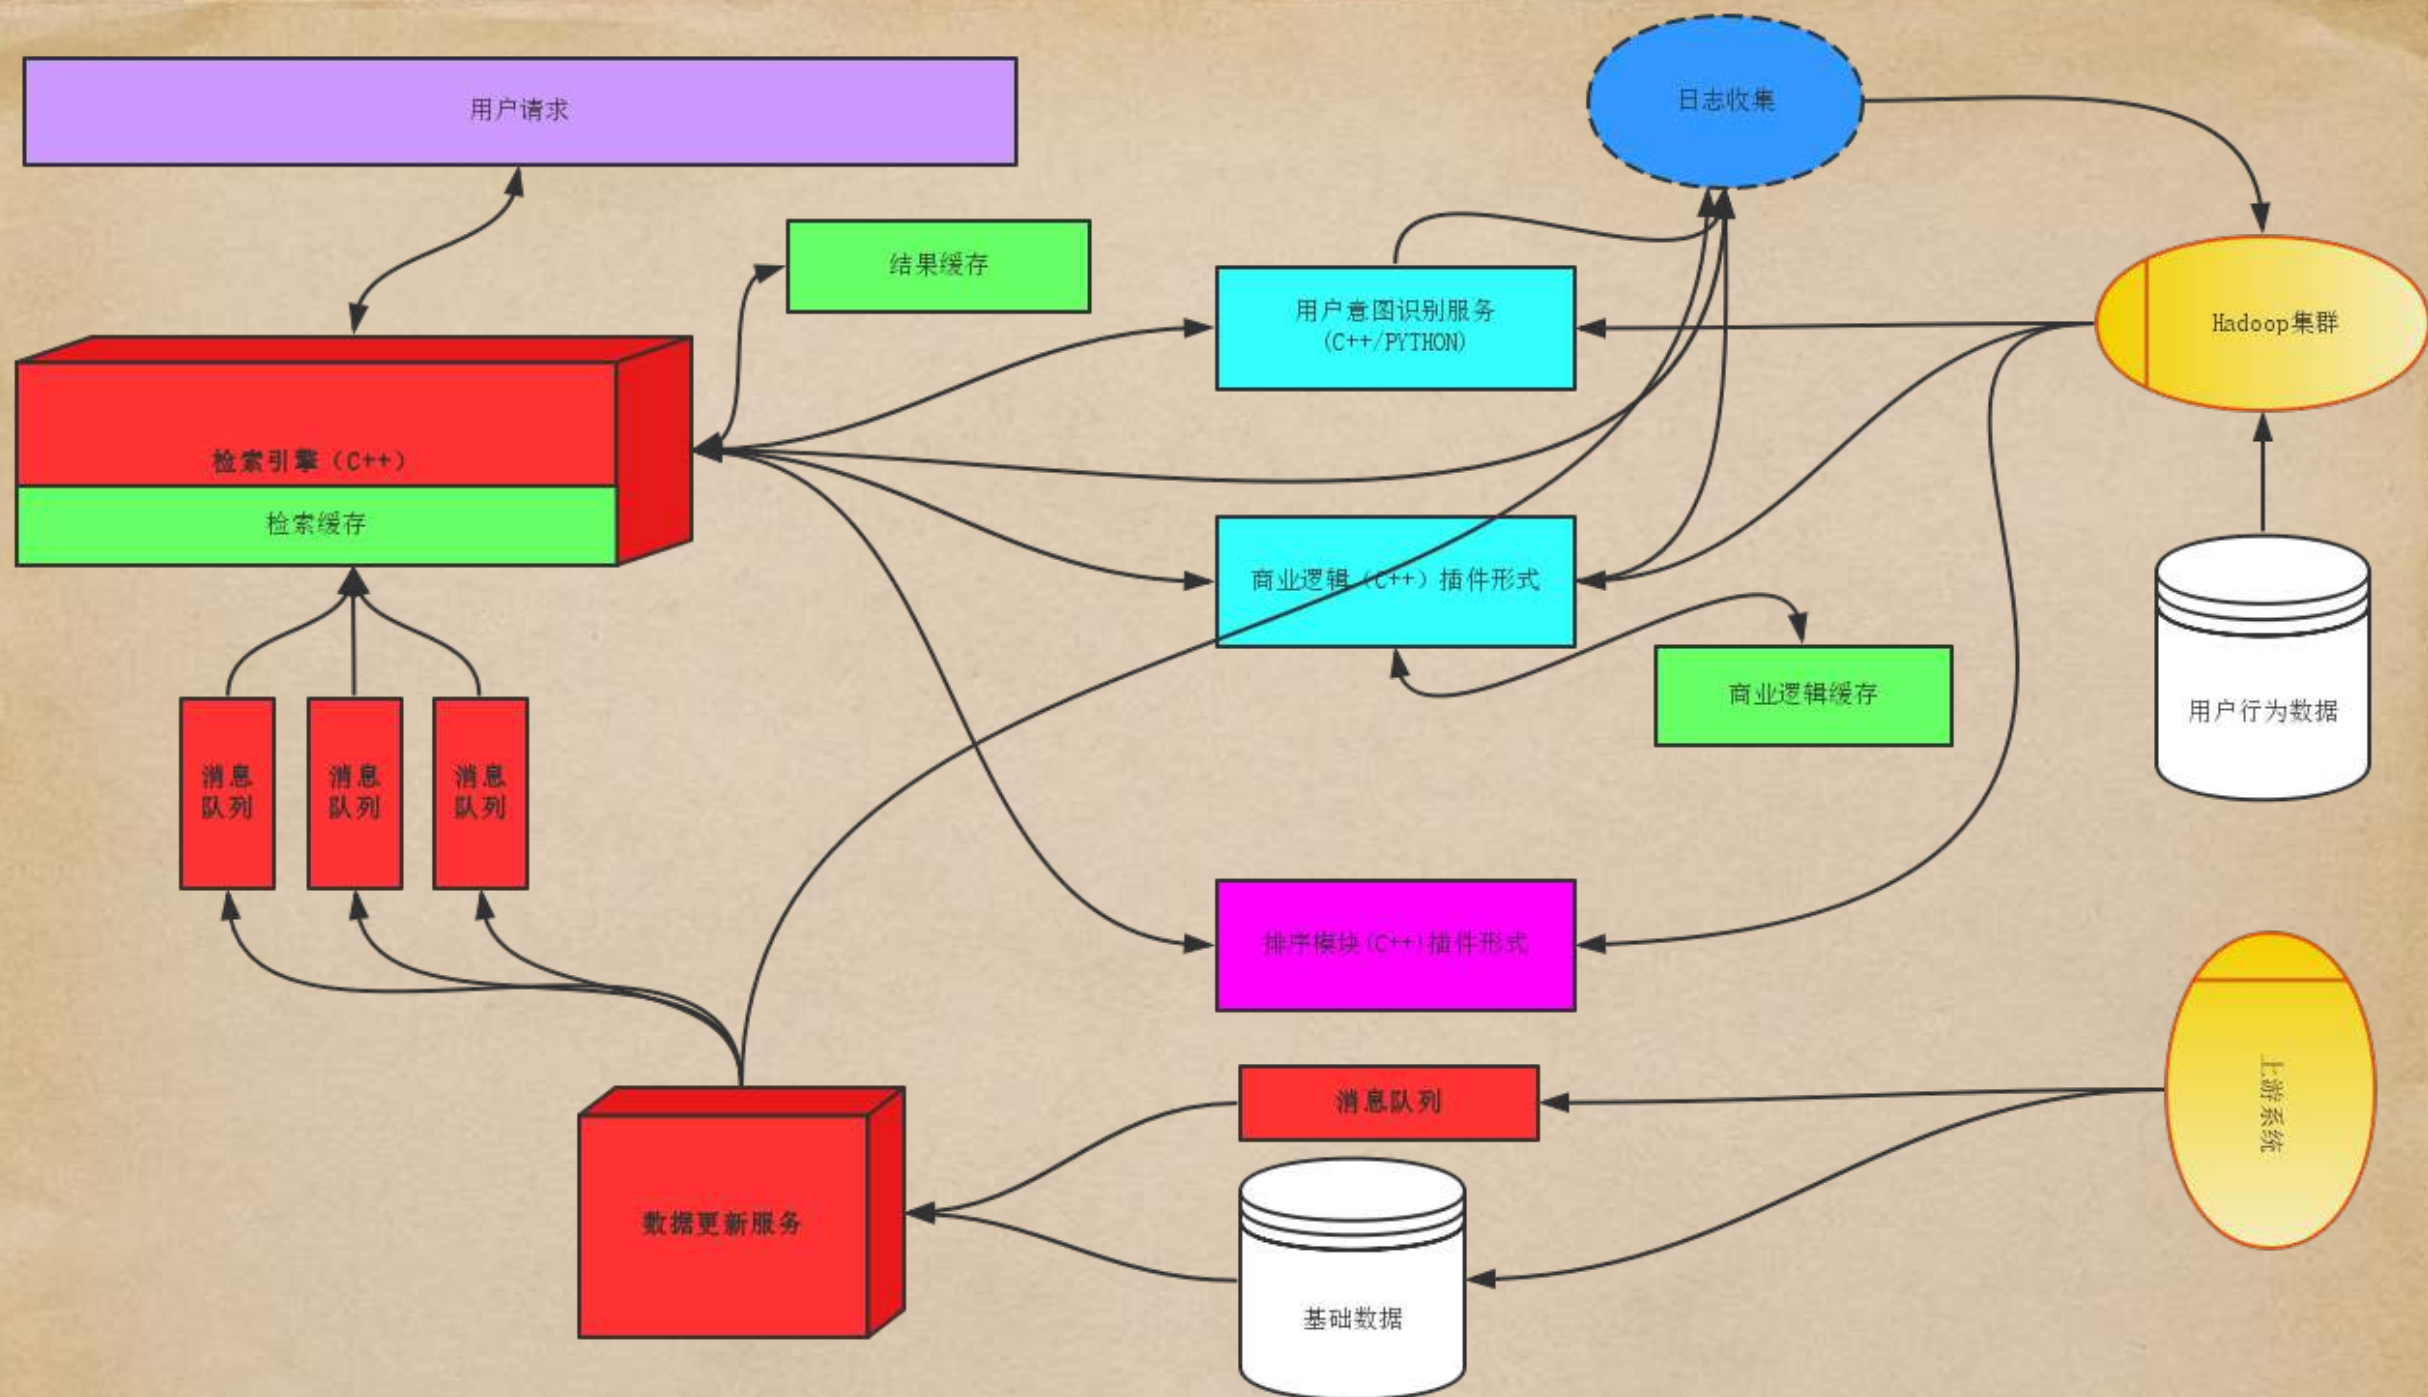 用户请求
日志收集
结果缓存
用户意图识别服务
(C++/PYTHON)
Hadoop集群
检索引擎（C++）
检索缓存
商业逻辑（C++）插件形式
商业逻辑缓存
用户行为数据
消息
队列
消息
队列
消息
队列
排序模块(C++)插件形式
上游系统
消息队列
数据更新服务
基础数据